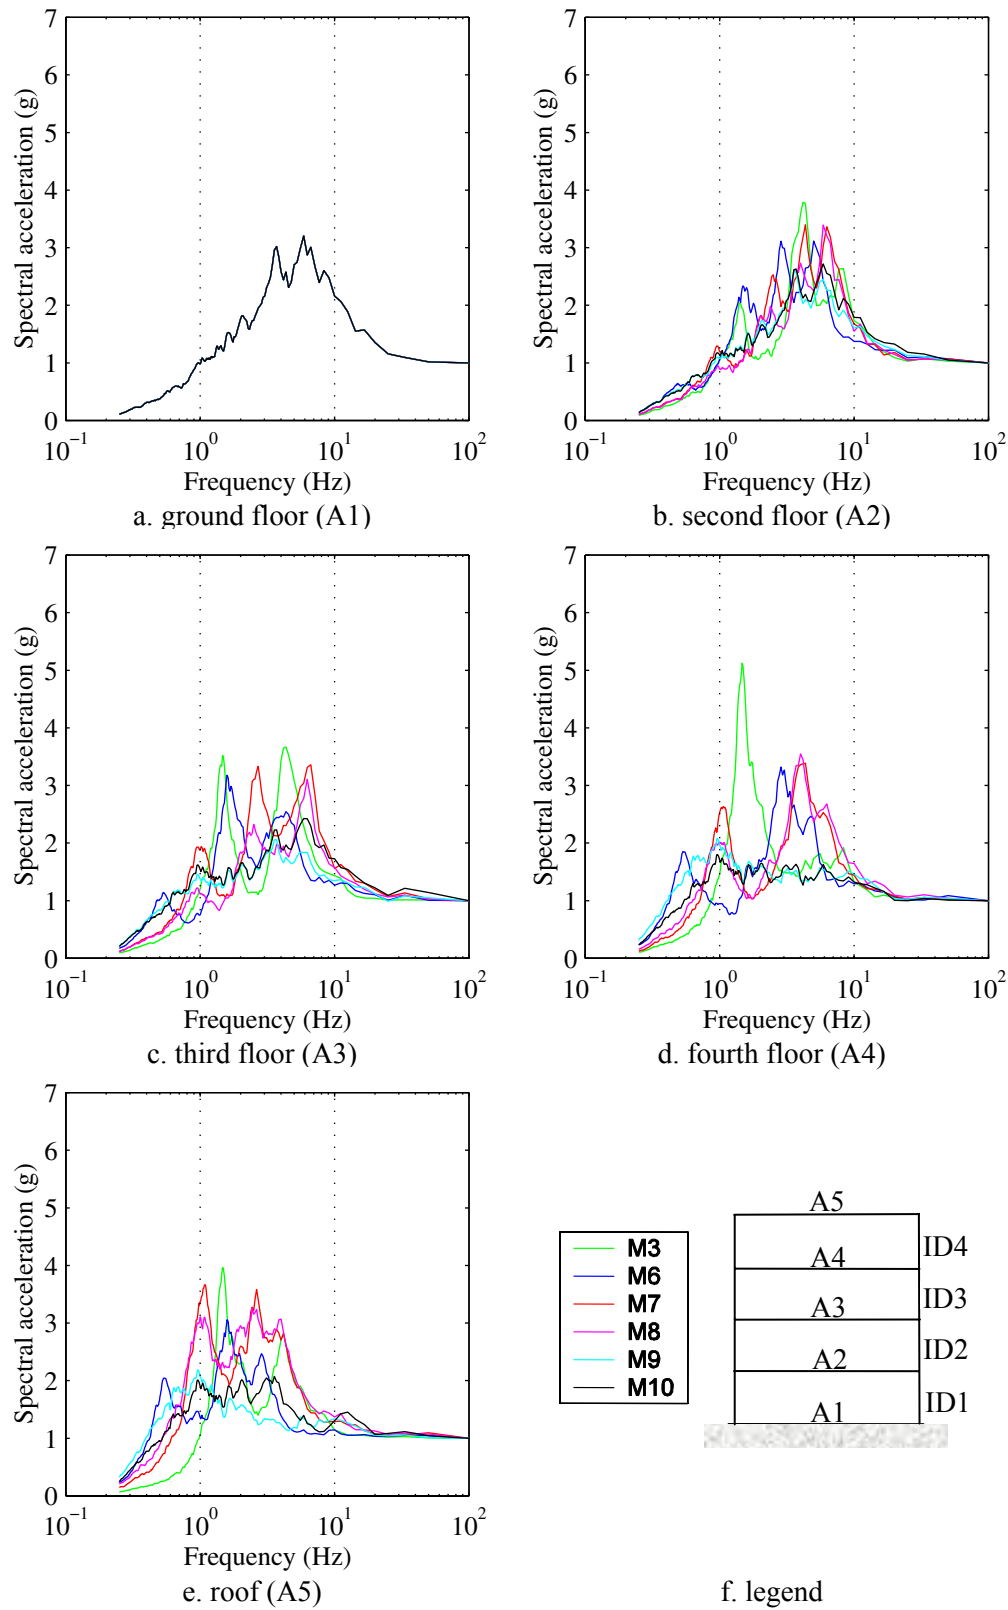 7
6
5
4
3
2
1
0
Spectral acceleration (g)
10⁻¹ 10⁰ 10¹ 10²
Frequency (Hz)
a. ground floor (A1)
7
6
5
4
3
2
1
0
Spectral acceleration (g)
10⁻¹ 10⁰ 10¹ 10²
Frequency (Hz)
b. second floor (A2)
7
6
5
4
3
2
1
0
Spectral acceleration (g)
10⁻¹ 10⁰ 10¹ 10²
Frequency (Hz)
c. third floor (A3)
7
6
5
4
3
2
1
0
Spectral acceleration (g)
10⁻¹ 10⁰ 10¹ 10²
Frequency (Hz)
d. fourth floor (A4)
7
6
5
4
3
2
1
0
Spectral acceleration (g)
10⁻¹ 10⁰ 10¹ 10²
Frequency (Hz)
e. roof (A5)
M3
M6
M7
M8
M9
M10
A5
A4 ID4
A3 ID3
A2 ID2
A1 ID1
f. legend